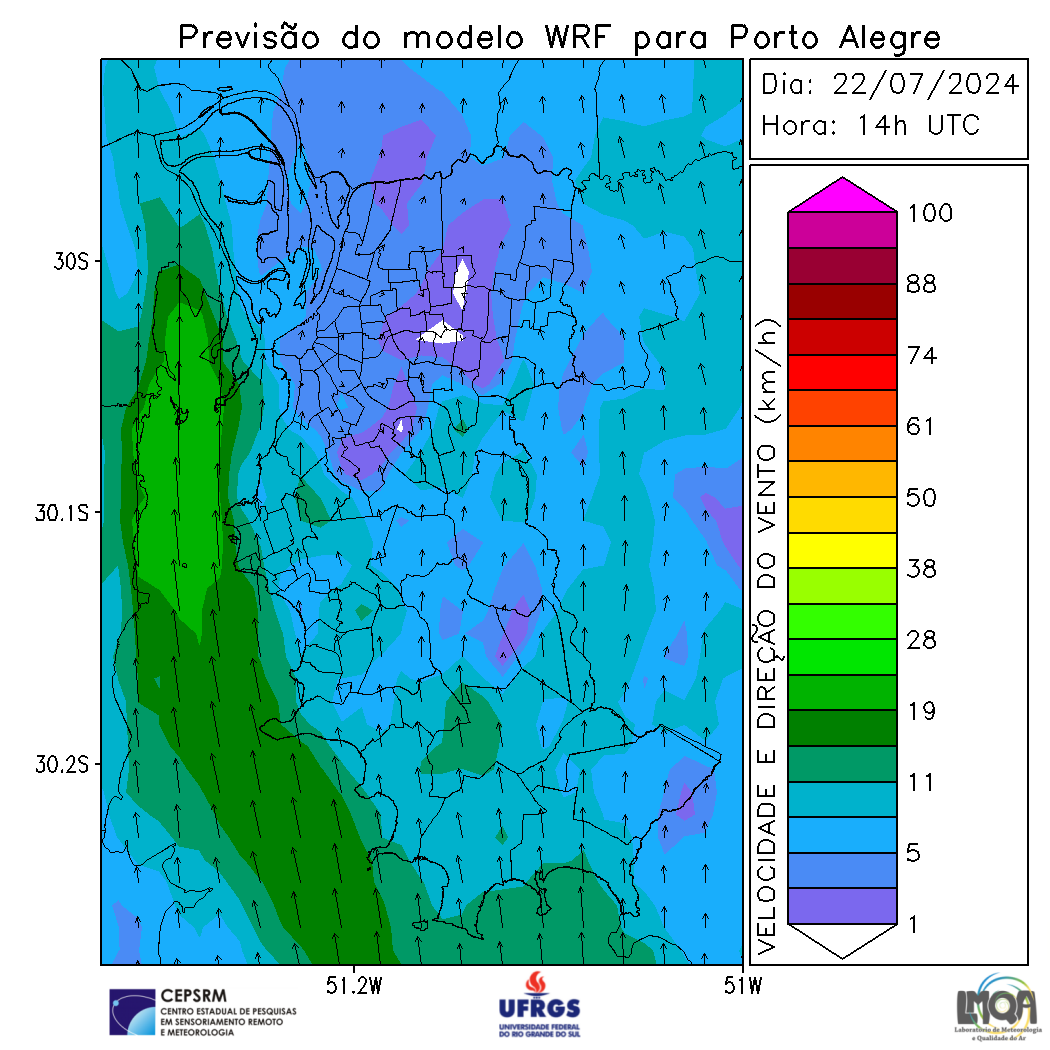 Previsão do modelo WRF para Porto Alegre
Dia: 22/07/2024
Hora: 14h UTC
30S
30.1S
30.2S
51.2W
51W
VELOCIDADE E DIREÇÃO DO VENTO (km/h)
100
88
74
61
50
38
28
19
11
5
1
CEPSRM
CENTRO ESTADUAL DE PESQUISAS
EM SENSORIAMENTO REMOTO
E METEOROLOGIA
UFRGS
UNIVERSIDADE FEDERAL
DO RIO GRANDE DO SUL
LMQA
Laboratório de Meteorologia
e Qualidade do Ar